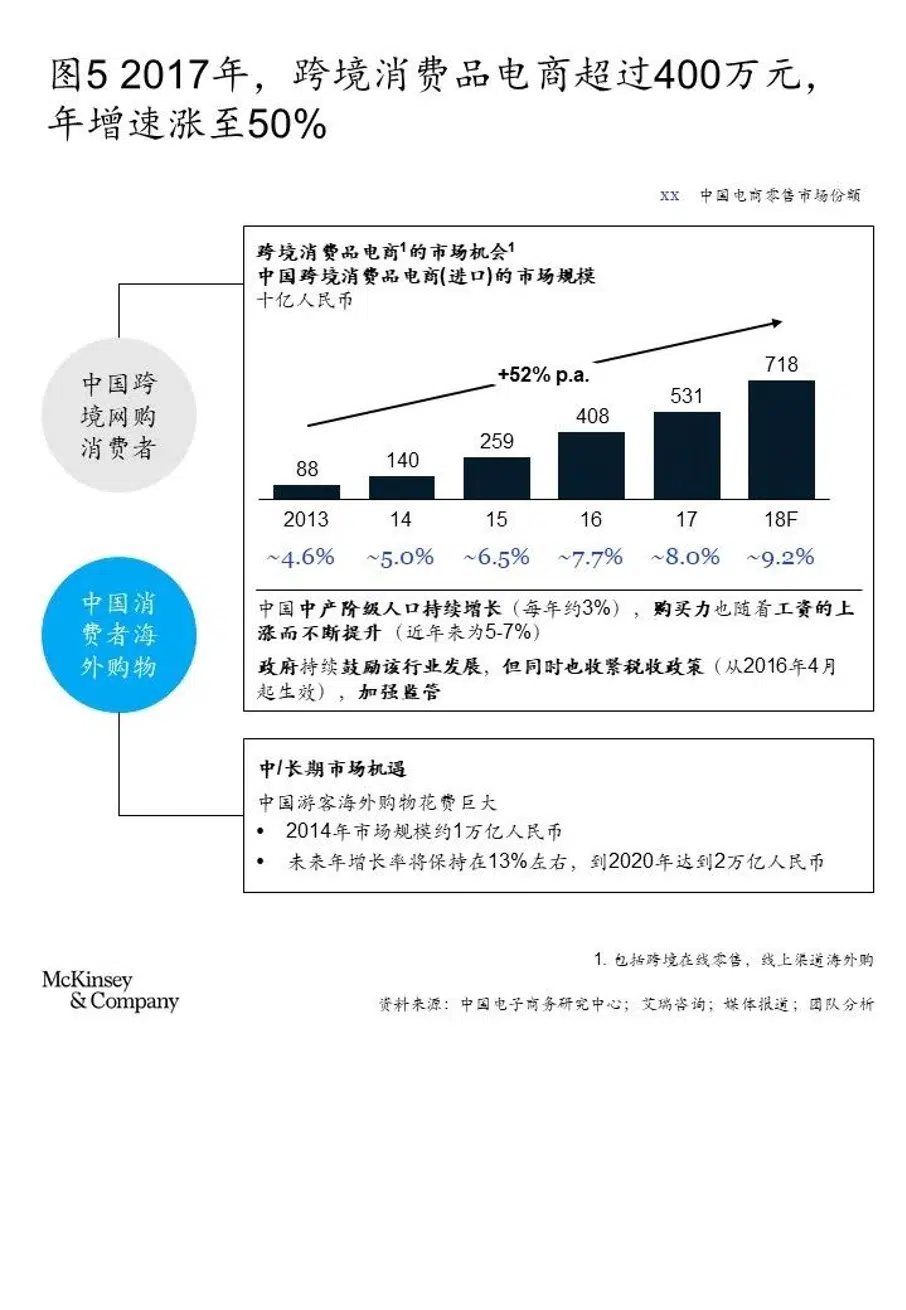 图5 2017年，跨境消费品电商超过400万元，
年增速涨至50%
xx 中国电商零售市场份额
跨境消费品电商¹的市场机会¹
中国跨境消费品电商(进口)的市场规模
十亿人民币
中国跨
境网购
消费者
+52% p.a.
88 140 259 408 531 718
2013 14 15 16 17 18F
~4.6% ~5.0% ~6.5% ~7.7% ~8.0% ~9.2%
中国消
费者海
外购物
中国中产阶级人口持续增长（每年约3%），购买力也随着工资的上
涨而不断提升（近年来为5-7%）
政府持续鼓励该行业发展，但同时也收紧税收政策（从2016年4月
起生效），加强监管
中/长期市场机遇
中国游客海外购物花费巨大
• 2014年市场规模约1万亿人民币
• 未来年增长率将保持在13%左右，到2020年达到2万亿人民币
1. 包括跨境在线零售，线上渠道海外购
McKinsey
& Company
资料来源：中国电子商务研究中心；艾瑞咨询；媒体报道；团队分析